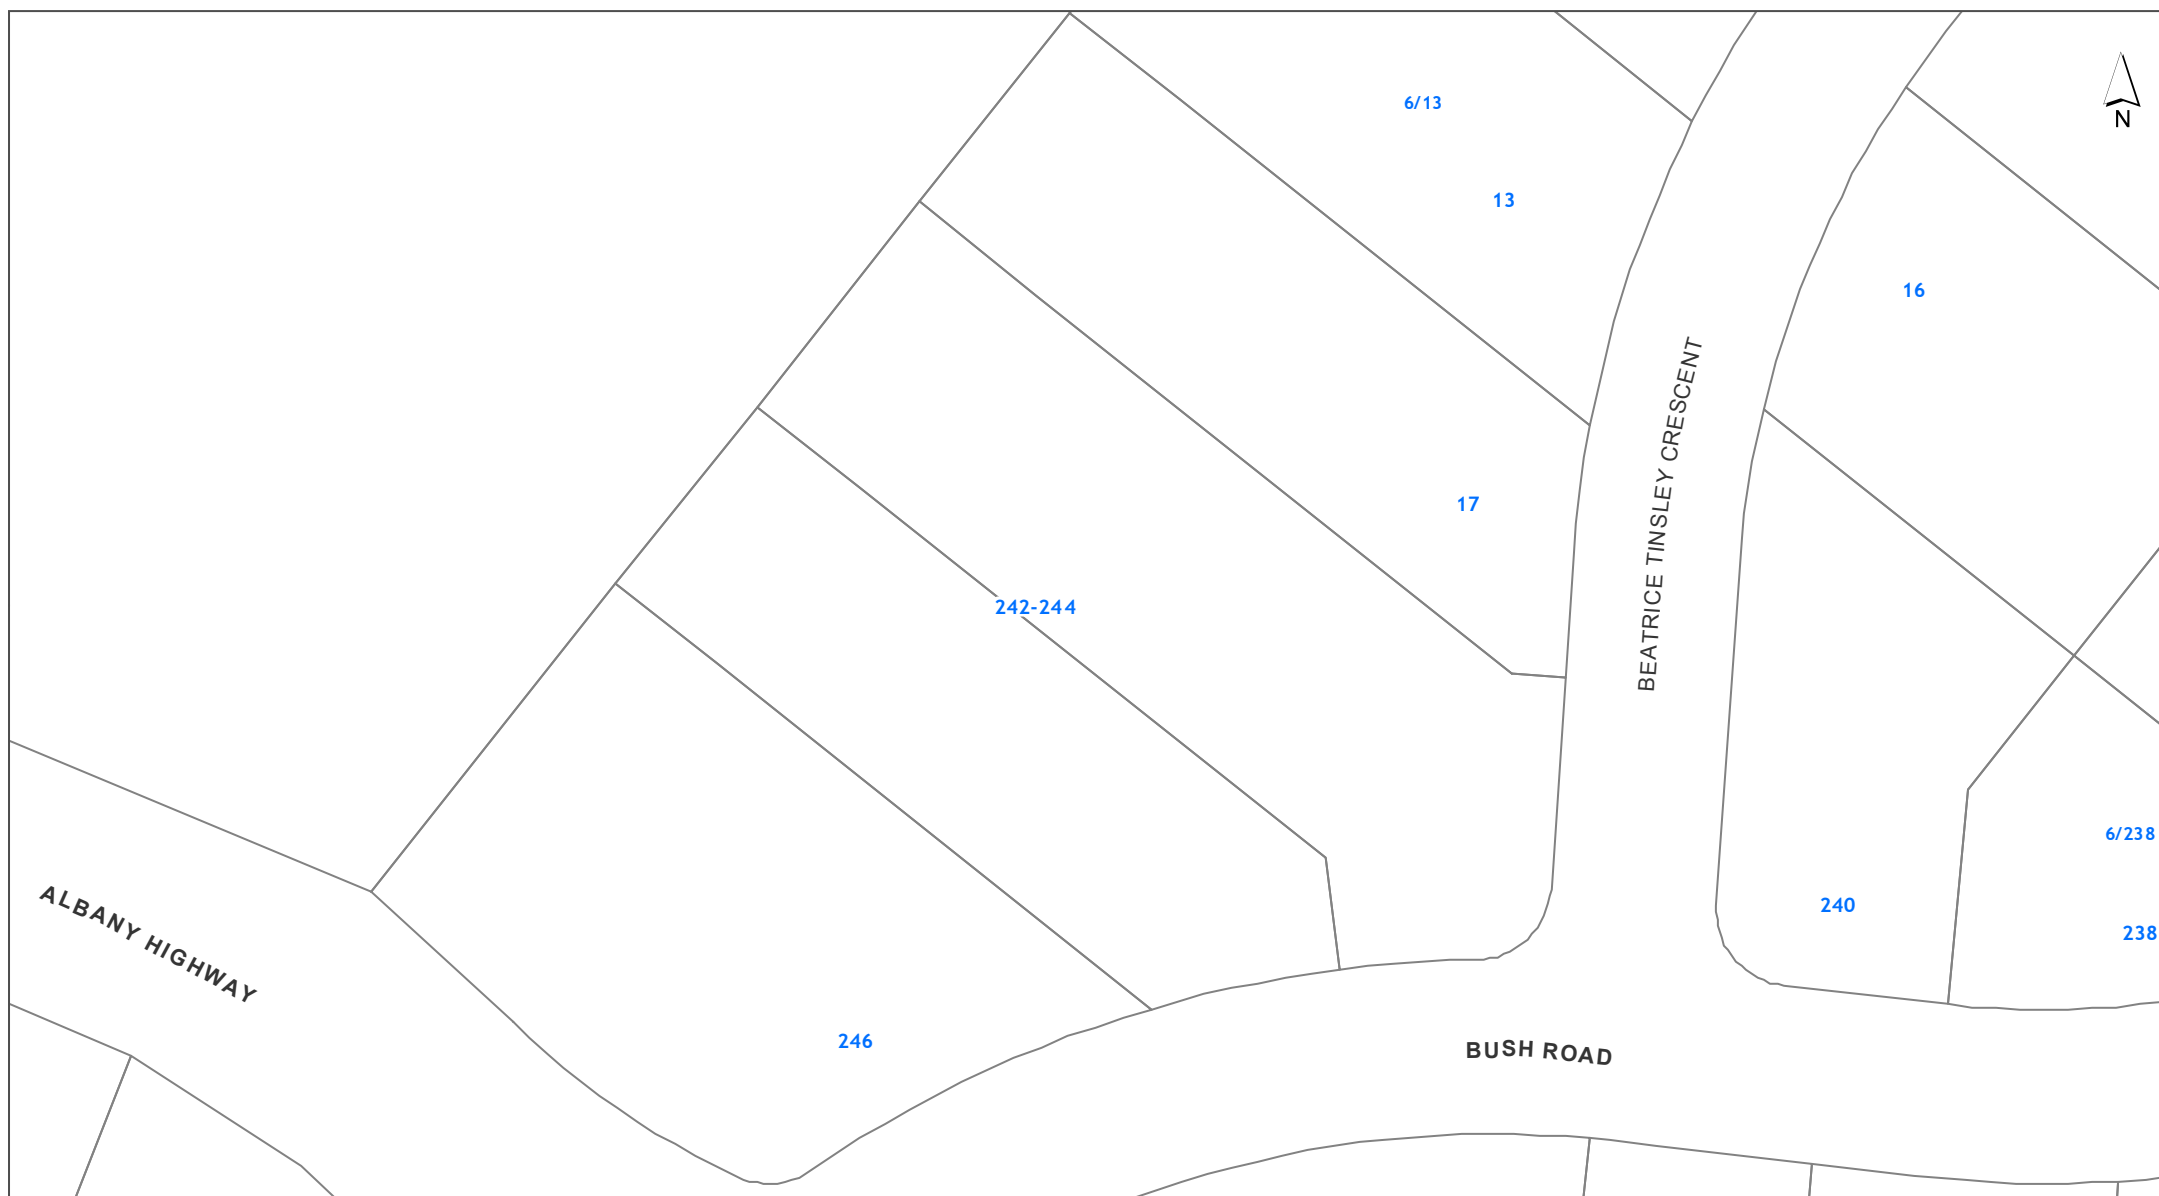 6/13
N
13
16
BEATRICE TINSLEY CRESCENT
17
242-244
6/238
ALBANY HIGHWAY
240
238
246
BUSH ROAD